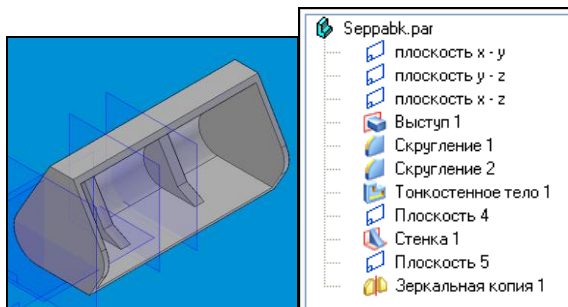 Seppabk.par
плоскость x - y
плоскость y - z
плоскость x - z
Выступ 1
Скругление 1
Скругление 2
Тонкостенное тело 1
Плоскость 4
Стенка 1
Плоскость 5
Зеркальная копия 1